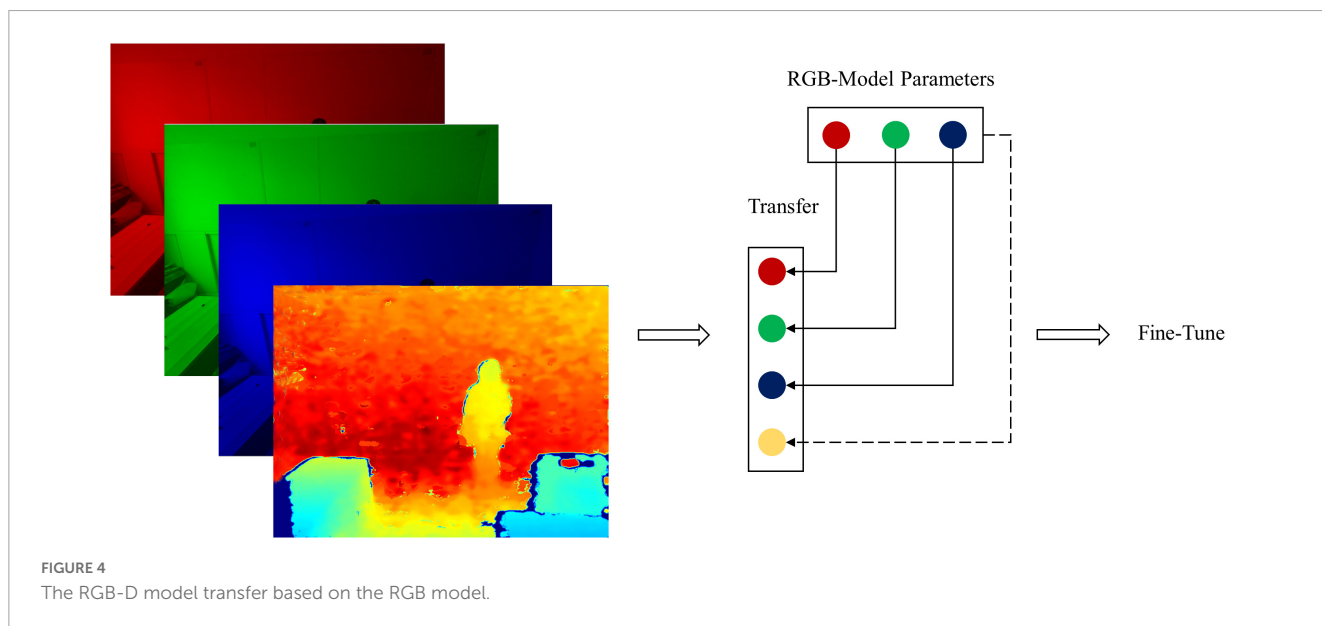 RGB-Model Parameters
Transfer
Fine-Tune
FIGURE 4
The RGB-D model transfer based on the RGB model.